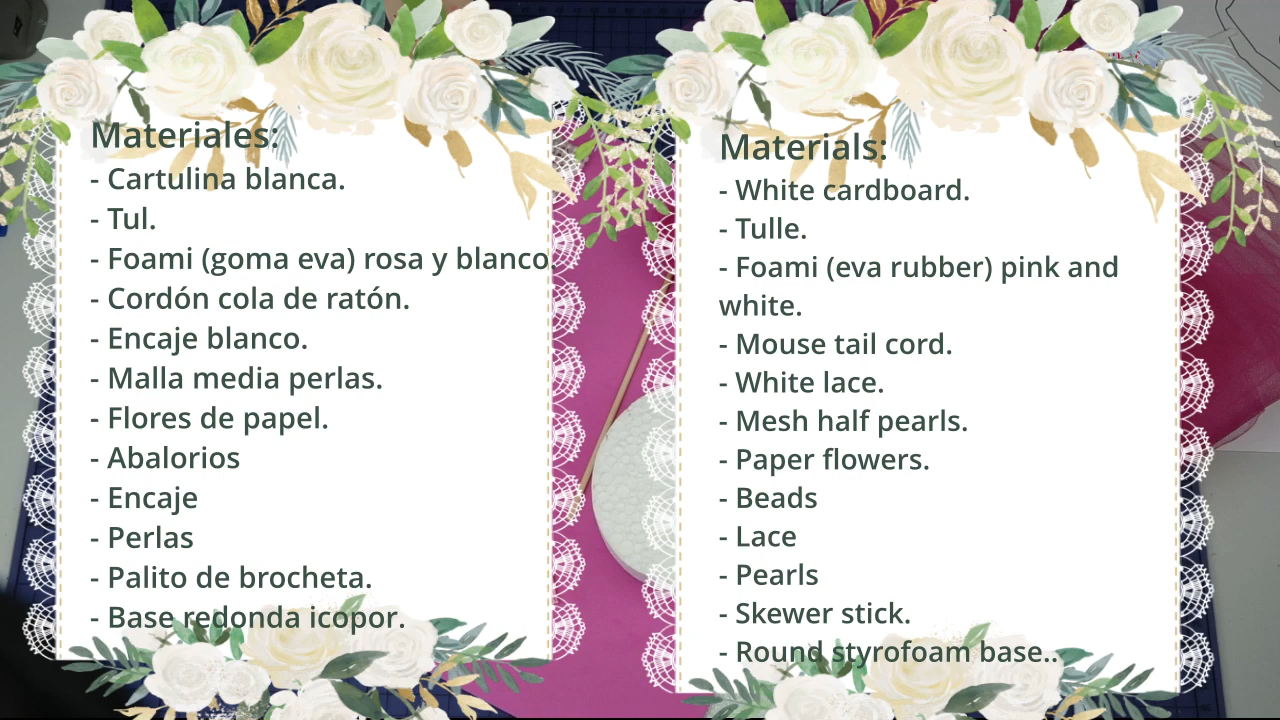 Materiales:
- Cartulina blanca.
- Tul.
- Foami (goma eva) rosa y blanco.
- Cordón cola de ratón.
- Encaje blanco.
- Malla media perlas.
- Flores de papel.
- Abalorios
- Encaje
- Perlas
- Palito de brocheta.
- Base redonda icopor.
Materials:
- White cardboard.
- Tulle.
- Foami (eva rubber) pink and
white.
- Mouse tail cord.
- White lace.
- Mesh half pearls.
- Paper flowers.
- Beads
- Lace
- Pearls
- Skewer stick.
- Round styrofoam base..